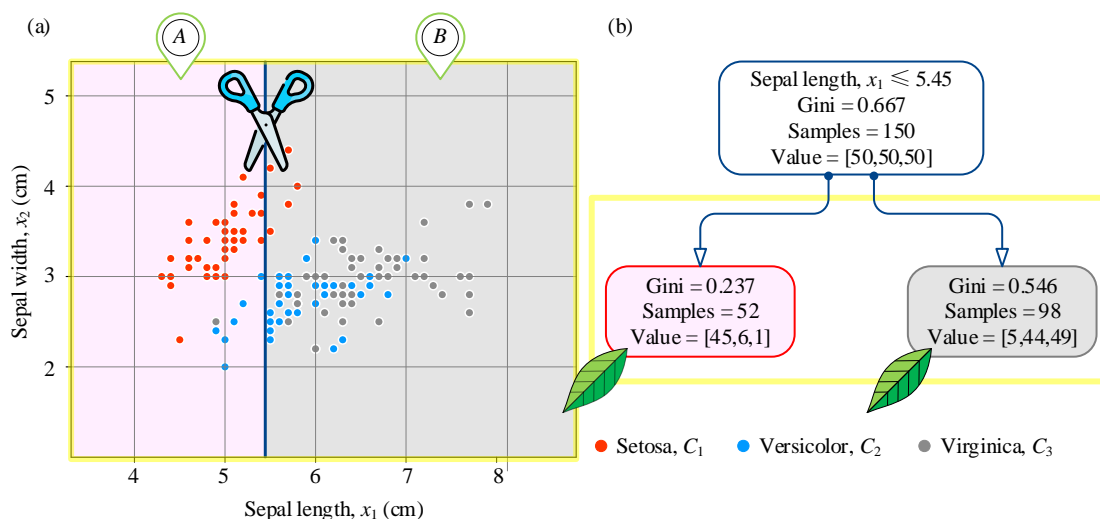 (a)
A
B
5
4
3
2
4
5
6
7
8
Sepal width, x₂ (cm)
Sepal length, x₁ (cm)
(b)
Sepal length, x₁ ⩽ 5.45
Gini = 0.667
Samples = 150
Value = [50,50,50]
Gini = 0.237
Samples = 52
Value = [45,6,1]
Gini = 0.546
Samples = 98
Value = [5,44,49]
Setosa, C₁
Versicolor, C₂
Virginica, C₃